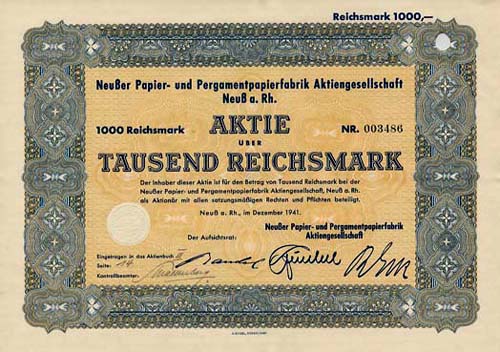 Reichsmark 1000,—
Neußer Papier- und Pergamentpapierfabrik Aktiengesellschaft
Neuß a. Rh.
1000 Reichsmark
AKTIE
NR. 003486
ÜBER
TAUSEND REICHSMARK
Der Inhaber dieser Aktie ist für den Betrag von Tausend Reichsmark bei der
Neußer Papier- und Pergamentpapierfabrik Aktiengesellschaft, Neuß a. Rh.
als Aktionär mit allen satzungsmäßigen Rechten und Pflichten beteiligt.
Neuß a. Rh., im Dezember 1941.
Der Aufsichtsrat:
Neußer Papier- und Pergamentpapierfabrik
Aktiengesellschaft
Eingetragen in das Aktienbuch II
Seite: 14
Kontrollbeamter: